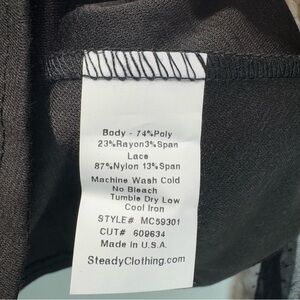 Body - 74%Poly
23%Rayon3%Span
Lace
87%Nylon 13%Span
Machine Wash Cold
No Bleach
Tumble Dry Low
Cool Iron
STYLE# MC59301
CUT# 609634
Made In U.S.A.
SteadyClothing.com